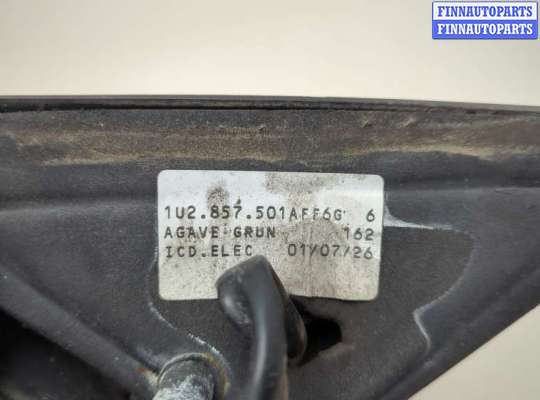 FINNAUTOPARTS
FINNAUTOPARTS
1U2.857.501AFF6G 6
AGAVE GRUN 162
ICD.ELEC 01/07/26